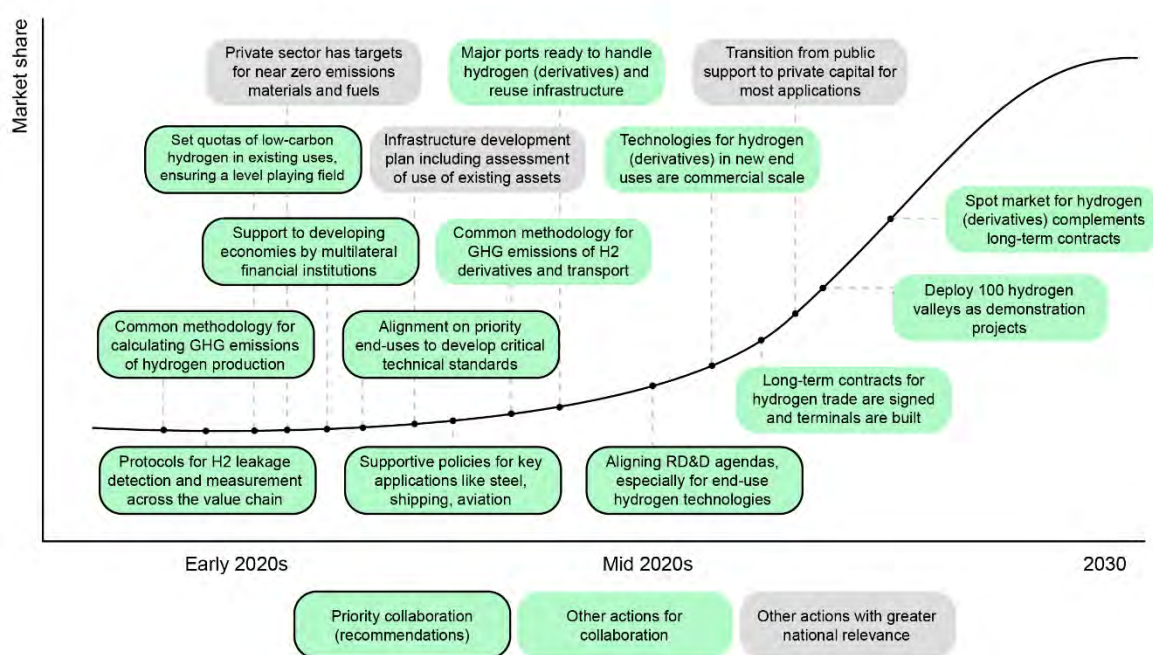 Market share
Private sector has targets
for near zero emissions
materials and fuels
Major ports ready to handle
hydrogen (derivatives) and
reuse infrastructure
Transition from public
support to private capital for
most applications
Set quotas of low-carbon
hydrogen in existing uses,
ensuring a level playing field
Infrastructure development
plan including assessment
of use of existing assets
Technologies for hydrogen
(derivatives) in new end
uses are commercial scale
Support to developing
economies by multilateral
financial institutions
Common methodology for
GHG emissions of H2
derivatives and transport
Spot market for hydrogen
(derivatives) complements
long-term contracts
Common methodology for
calculating GHG emissions
of hydrogen production
Alignment on priority
end-uses to develop critical
technical standards
Deploy 100 hydrogen
valleys as demonstration
projects
Long-term contracts for
hydrogen trade are signed
and terminals are built
Protocols for H2 leakage
detection and measurement
across the value chain
Supportive policies for key
applications like steel,
shipping, aviation
Aligning RD&D agendas,
especially for end-use
hydrogen technologies
Early 2020s
Mid 2020s
2030
Priority collaboration
(recommendations)
Other actions for
collaboration
Other actions with greater
national relevance